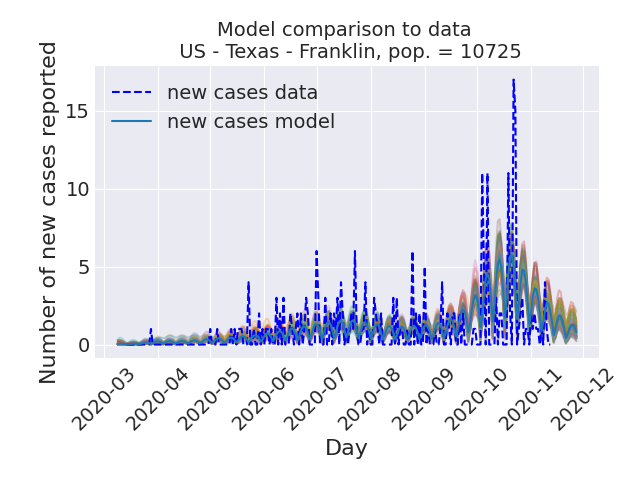 Model comparison to data
US - Texas - Franklin, pop. = 10725
new cases data
new cases model
Number of new cases reported
15
10
5
0
2020-03
2020-04
2020-05
2020-06
2020-07
2020-08
2020-09
2020-10
2020-11
2020-12
Day